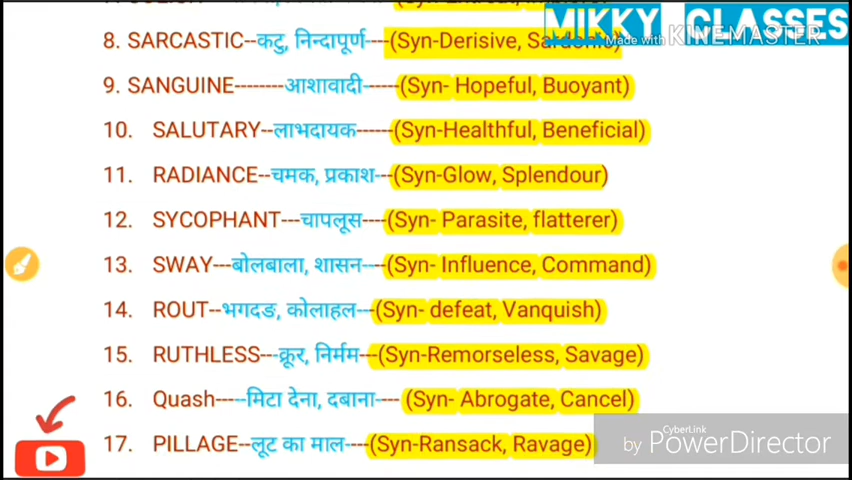 MIKKY CLASSES
Made with KINEMASTER
8. SARCASTIC--कटु, निन्दापूर्ण----(Syn-Derisive, Sardonic)
9. SANGUINE--------आशावादी------(Syn- Hopeful, Buoyant)
10. SALUTARY--लाभदायक------(Syn-Healthful, Beneficial)
11. RADIANCE--चमक, प्रकाश---(Syn-Glow, Splendour)
12. SYCOPHANT---चापलूस----(Syn- Parasite, flatterer)
13. SWAY---बोलबाला, शासन----(Syn- Influence, Command)
14. ROUT--भगदङ, कोलाहल---(Syn- defeat, Vanquish)
15. RUTHLESS---क्रूर, निर्मम--(Syn-Remorseless, Savage)
16. Quash----मिटा देना, दबाना---- (Syn- Abrogate, Cancel)
17. PILLAGE--लूट का माल----(Syn-Ransack, Ravage)
by CyberLink PowerDirector